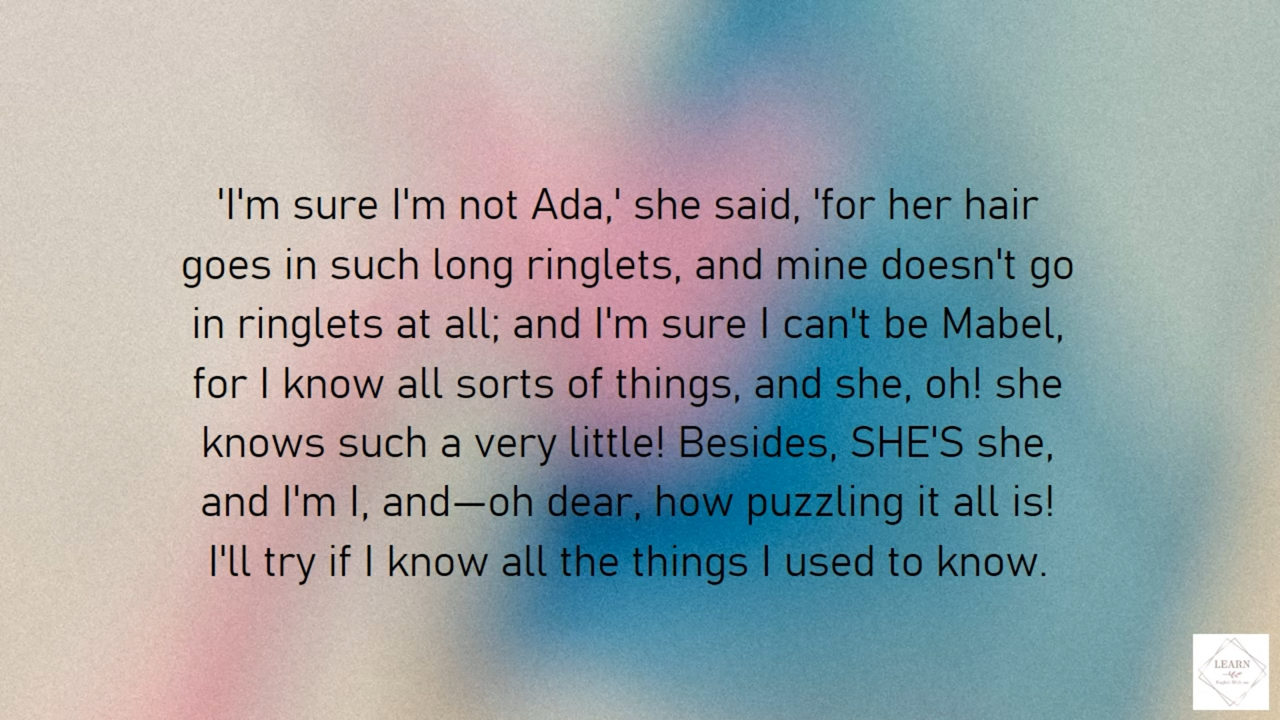 'I'm sure I'm not Ada,' she said, 'for her hair
goes in such long ringlets, and mine doesn't go
in ringlets at all; and I'm sure I can't be Mabel,
for I know all sorts of things, and she, oh! she
knows such a very little! Besides, SHE'S she,
and I'm I, and—oh dear, how puzzling it all is!
I'll try if I know all the things I used to know.
LEARN